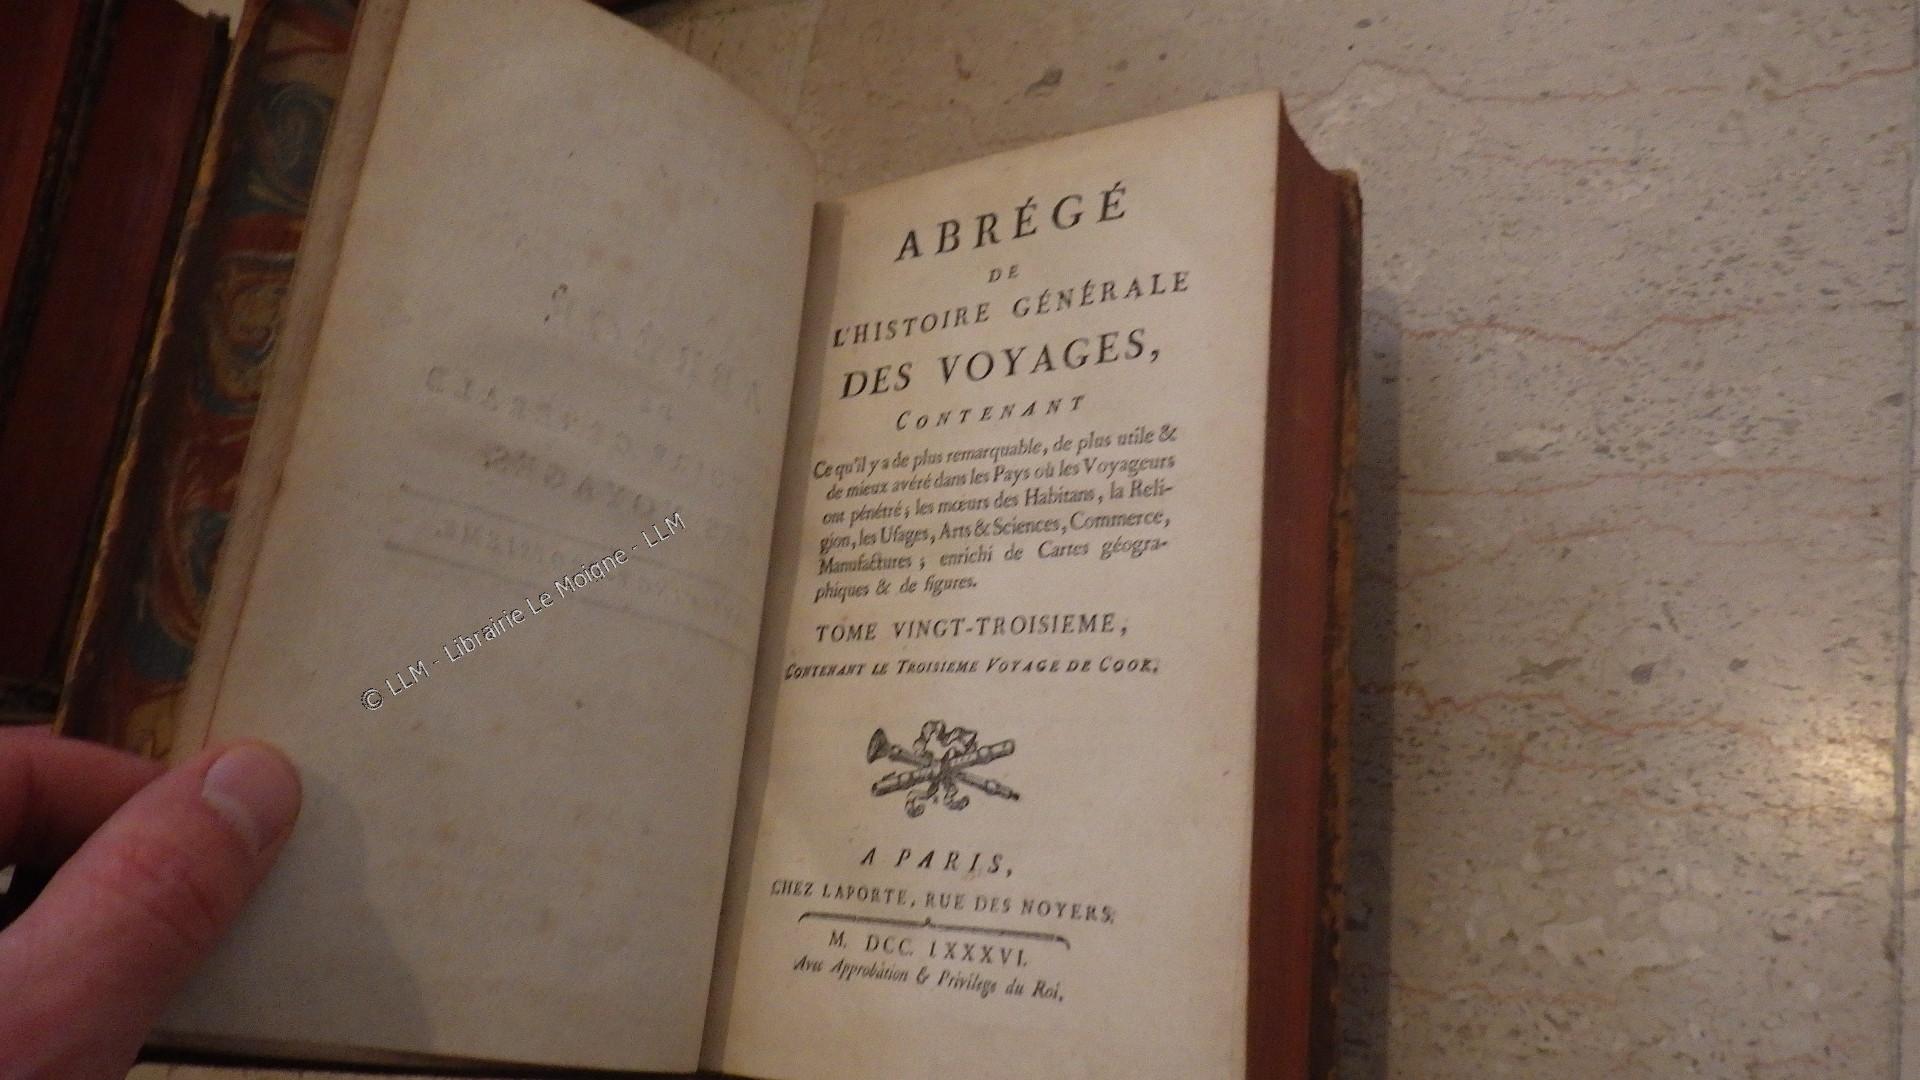 ABRÉGÉ
DE
L'HISTOIRE GÉNÉRALE
DES VOYAGES,
CONTENANT
Ce qu'il y a de plus remarquable, de plus utile &
de mieux avéré dans les Pays où les Voyageurs
ont pénétré; les mœurs des Habitans, la Reli-
gion, les Uſages, Arts & Sciences, Commerce,
Manufactures; enrichi de Cartes géogra-
phiques & de figures.
TOME VINGT-TROISIEME,
CONTENANT LE TROISIEME VOYAGE DE COOK.
A PARIS,
CHEZ LAPORTE, RUE DES NOYERS.
M. DCC. LXXXVI.
Avec Approbation & Privilege du Roi.
© LLM - Librairie Le Moigne - LLM